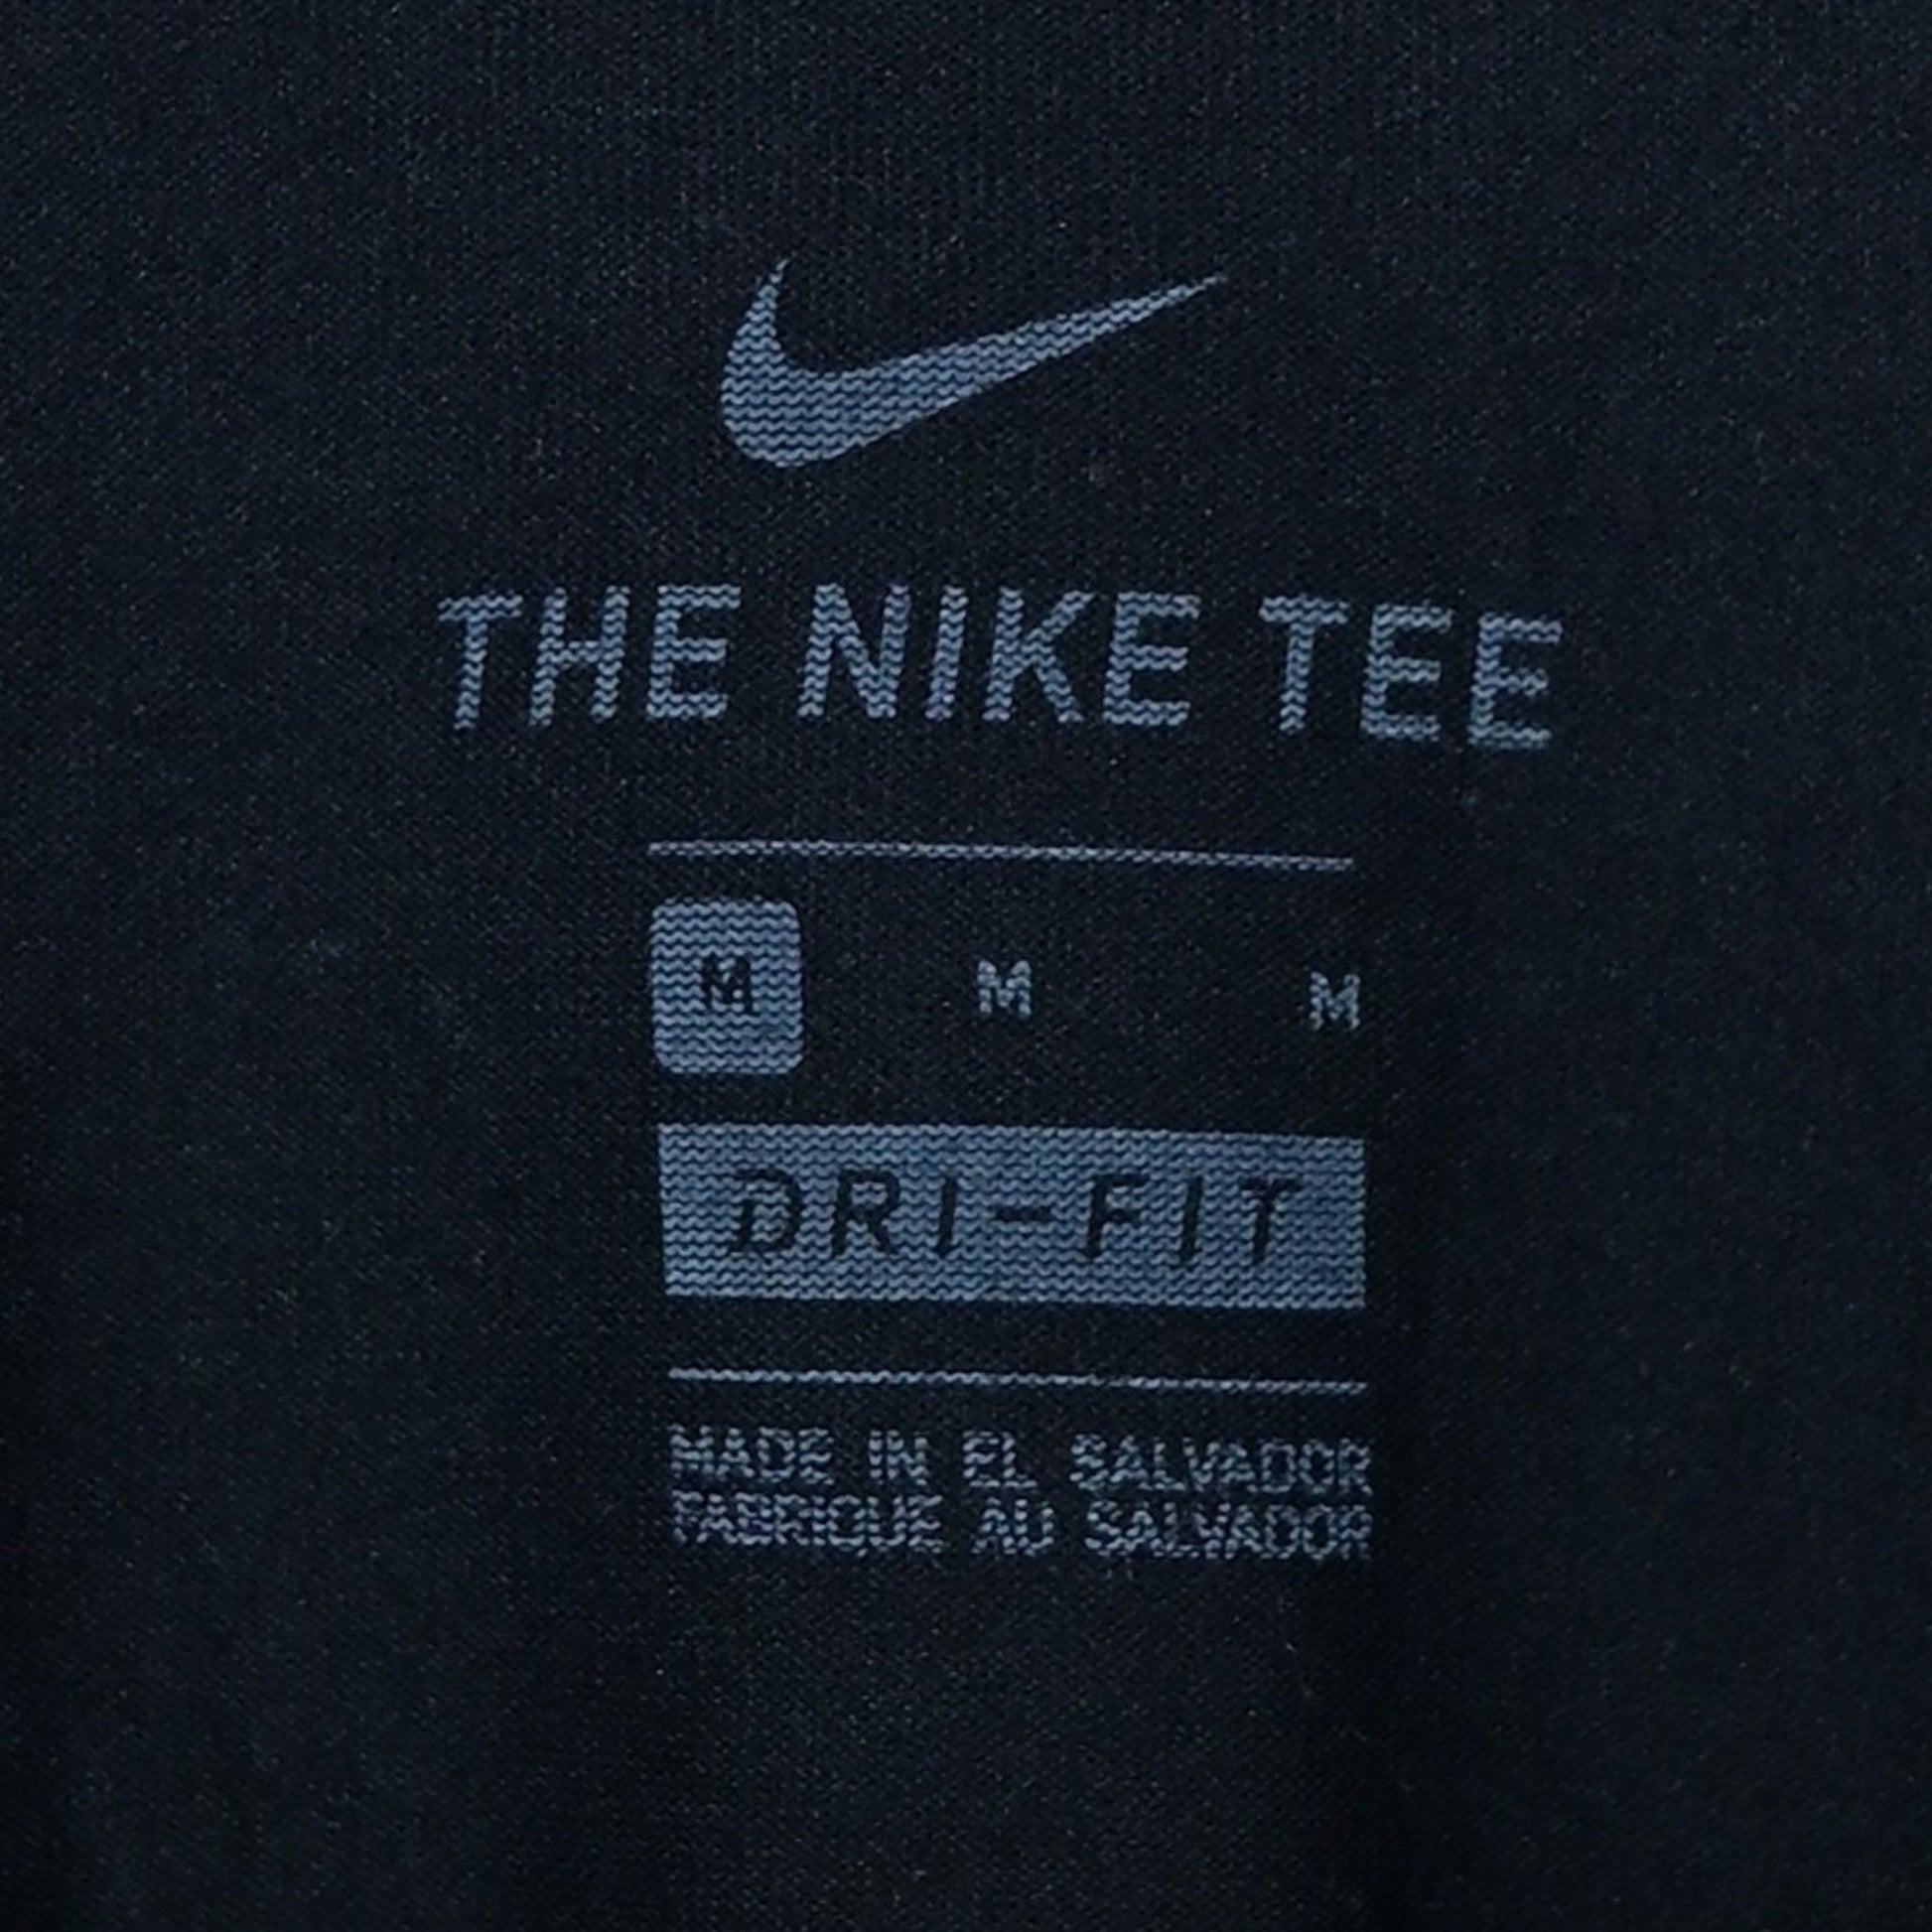 THE NIKE TEE
M M M
DRI-FIT
MADE IN EL SALVADOR
FABRIQUE AU SALVADOR